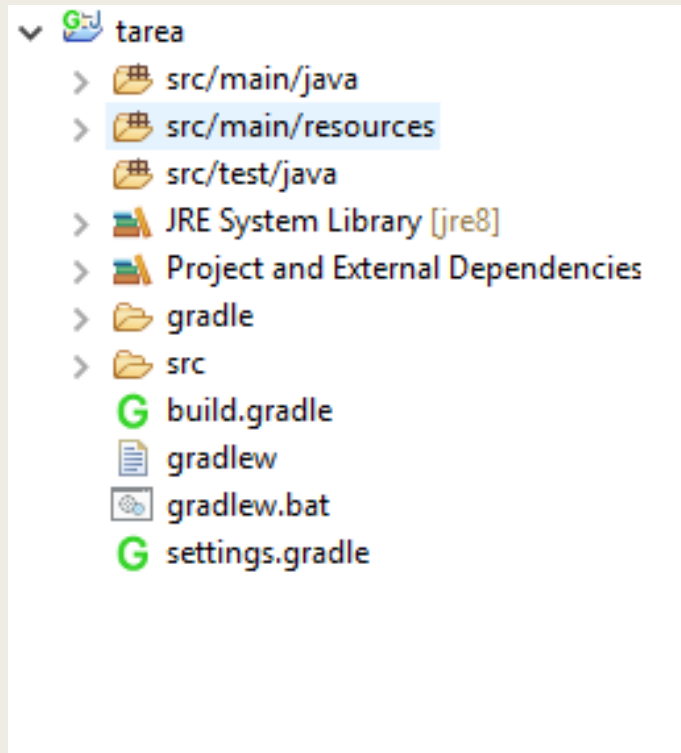 tarea
src/main/java
src/main/resources
src/test/java
JRE System Library [jre8]
Project and External Dependencies
gradle
src
build.gradle
gradlew
gradlew.bat
settings.gradle